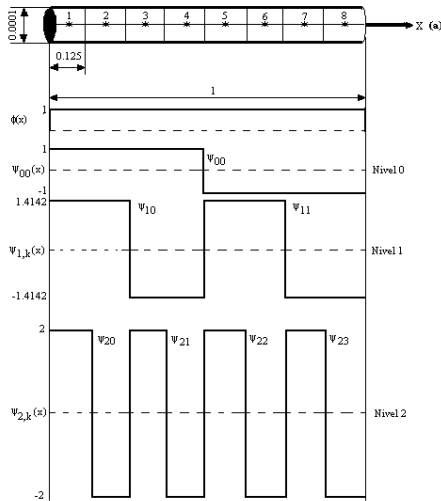 1 2 3 4 5 6 7 8
X (a)
0.0001
0.125
1
1
ϕ(x)
1
Ψ00(x)
Ψ00
Nivel 0
-1
1.4142
Ψ10
Ψ11
Ψ1,k(x)
Nivel 1
-1.4142
2
Ψ20
Ψ21
Ψ22
Ψ23
Ψ2,k(x)
Nivel 2
-2